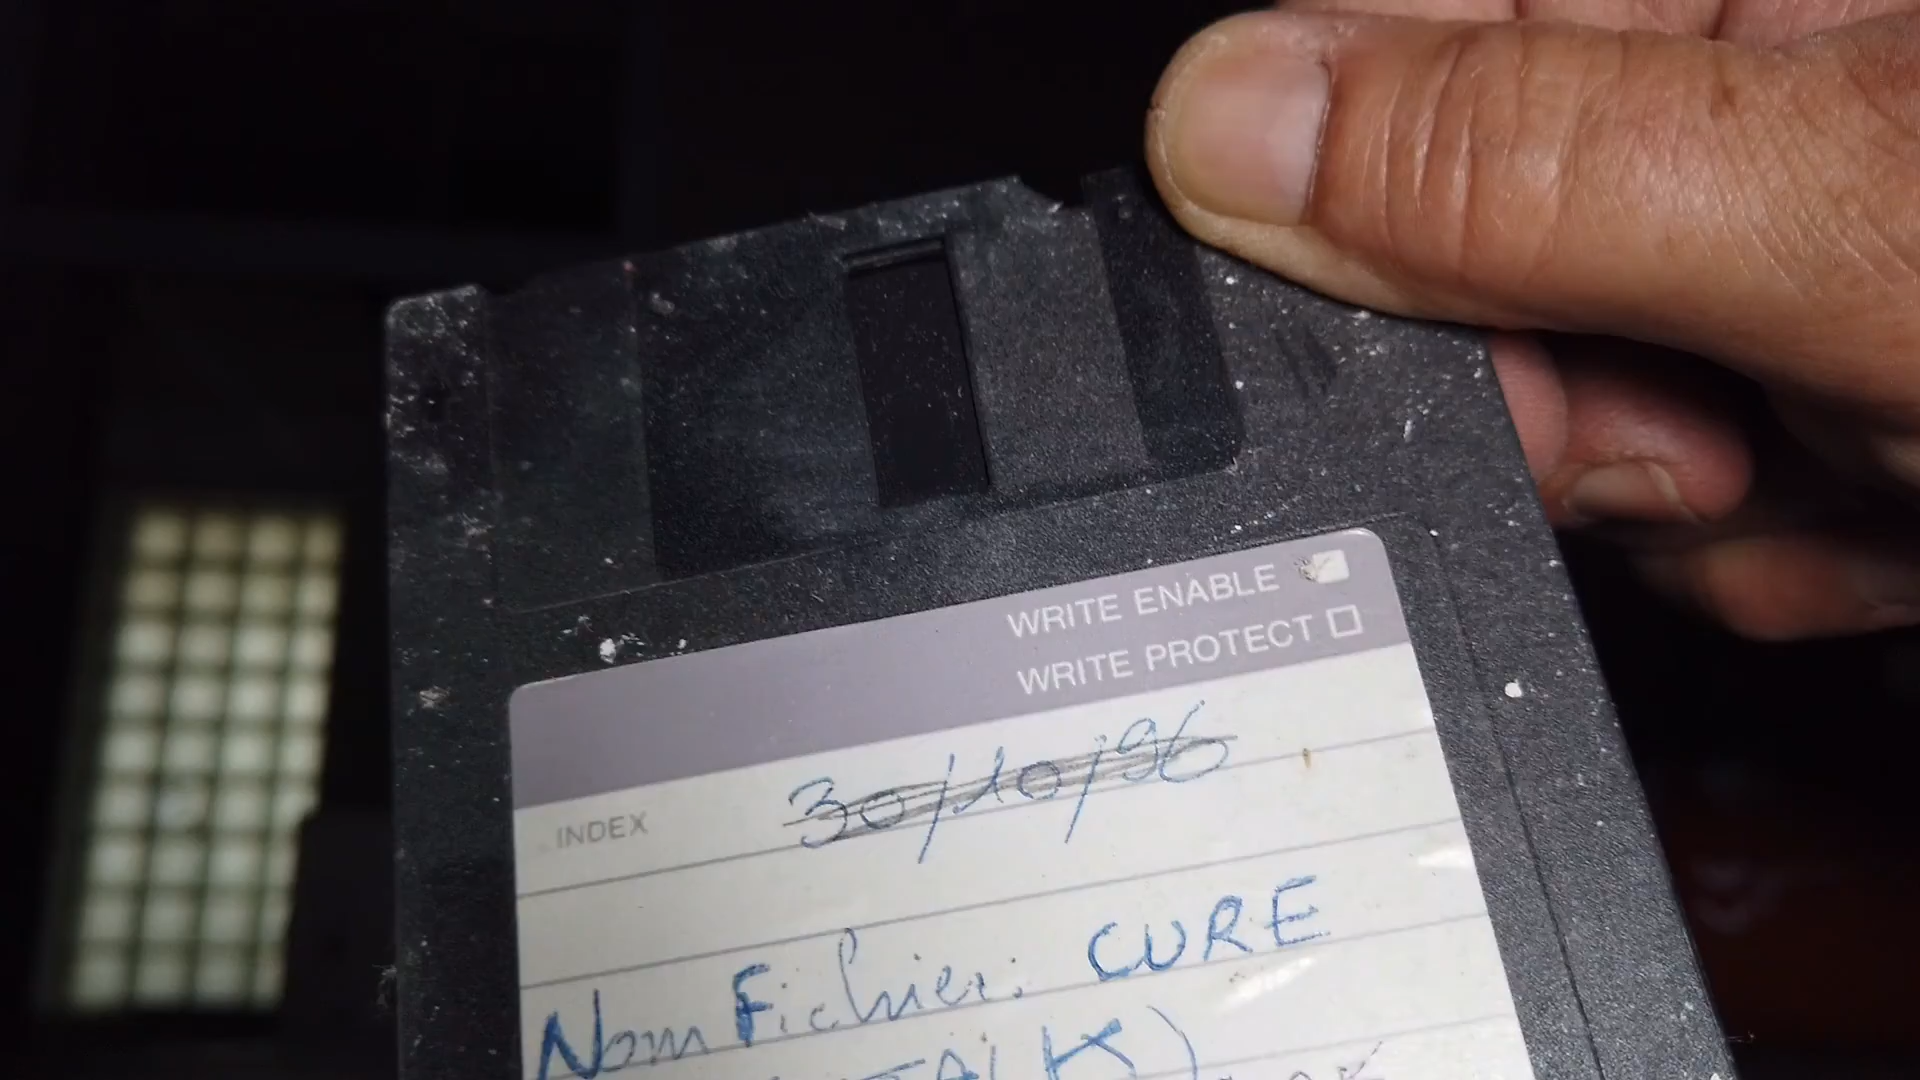 WRITE ENABLE
WRITE PROTECT
INDEX 30/10/96
Nom Fichier: CURE